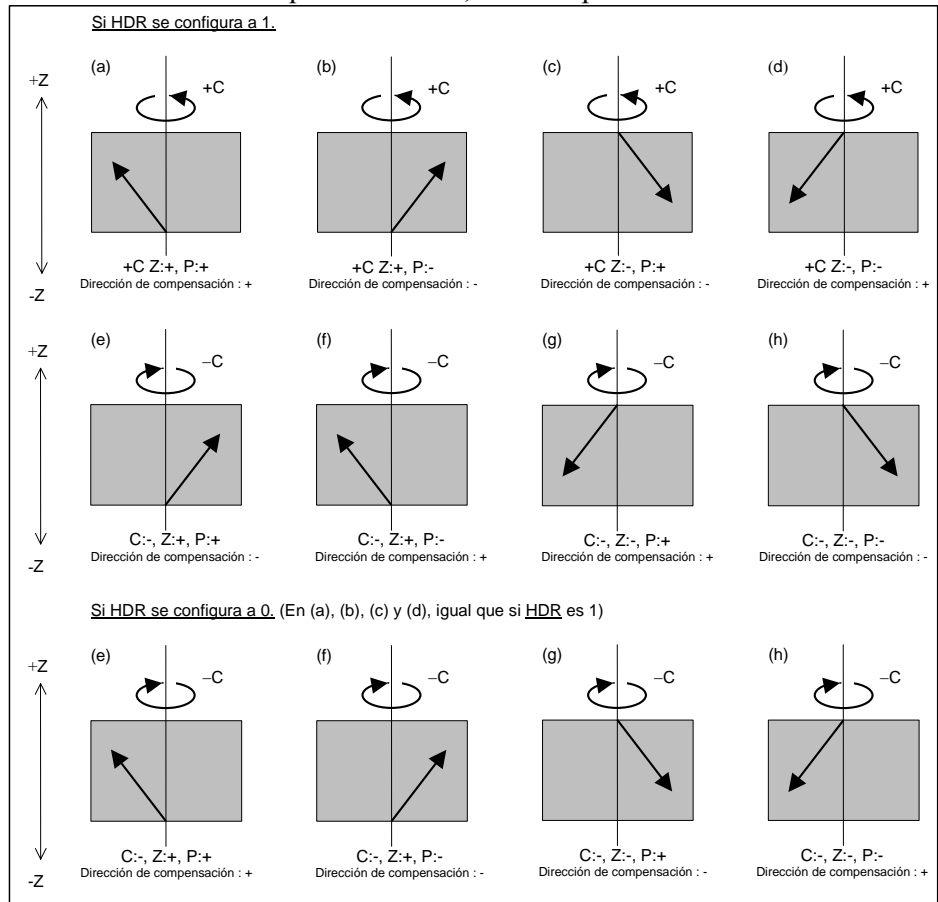 Si HDR se configura a 1.
(a) (b) (c) (d)
+Z +C +C +C +C
-Z
+C Z:+, P:+ +C Z:+, P:- +C Z:-, P:+ +C Z:-, P:-
Dirección de compensación : + Dirección de compensación : - Dirección de compensación : - Dirección de compensación : +
(e) (f) (g) (h)
+Z –C –C –C –C
-Z
C:-, Z:+, P:+ C:-, Z:+, P:- C:-, Z:-, P:+ C:-, Z:-, P:-
Dirección de compensación : - Dirección de compensación : + Dirección de compensación : + Dirección de compensación : -
Si HDR se configura a 0. (En (a), (b), (c) y (d), igual que si HDR es 1)
(e) (f) (g) (h)
+Z –C –C –C –C
-Z
C:-, Z:+, P:+ C:-, Z:+, P:- C:-, Z:-, P:+ C:-, Z:-, P:-
Dirección de compensación : + Dirección de compensación : - Dirección de compensación : - Dirección de compensación : +